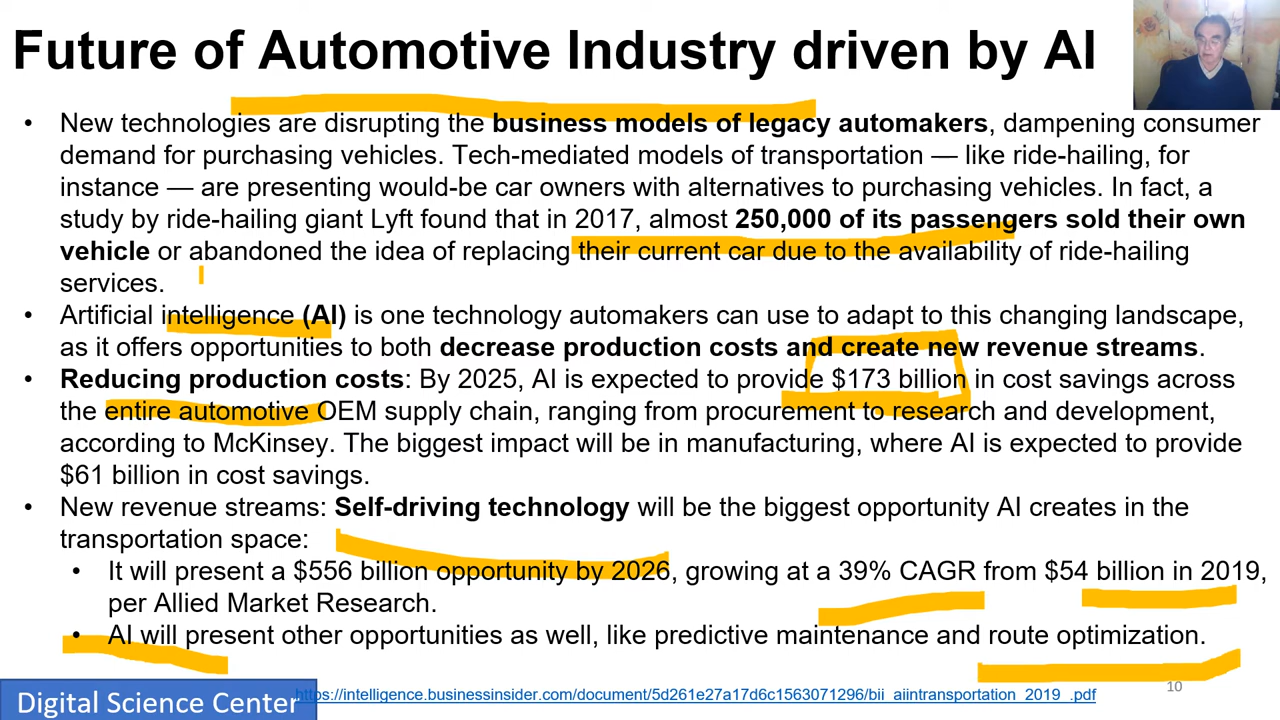 Future of Automotive Industry driven by AI
• New technologies are disrupting the business models of legacy automakers, dampening consumer
demand for purchasing vehicles. Tech-mediated models of transportation — like ride-hailing, for
instance — are presenting would-be car owners with alternatives to purchasing vehicles. In fact, a
study by ride-hailing giant Lyft found that in 2017, almost 250,000 of its passengers sold their own
vehicle or abandoned the idea of replacing their current car due to the availability of ride-hailing
services.
• Artificial intelligence (AI) is one technology automakers can use to adapt to this changing landscape,
as it offers opportunities to both decrease production costs and create new revenue streams.
• Reducing production costs: By 2025, AI is expected to provide $173 billion in cost savings across
the entire automotive OEM supply chain, ranging from procurement to research and development,
according to McKinsey. The biggest impact will be in manufacturing, where AI is expected to provide
$61 billion in cost savings.
• New revenue streams: Self-driving technology will be the biggest opportunity AI creates in the
transportation space:
• It will present a $556 billion opportunity by 2026, growing at a 39% CAGR from $54 billion in 2019,
per Allied Market Research.
• AI will present other opportunities as well, like predictive maintenance and route optimization.
Digital Science Center
https://intelligence.businessinsider.com/document/5d261e27a17d6c1563071296/bii_aiintransportation_2019_.pdf
10